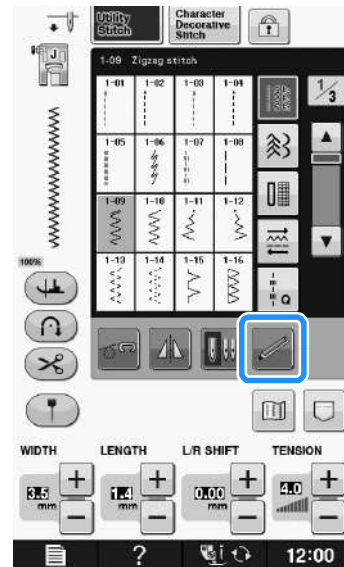 Utility
Stitch
Character
Decorative
Stitch
J
1-09 Zigzag stitch
1-01 1-02 1-03 1-04
1/3
1-05 1-06 1-07 1-08
1-09 1-10 1-11 1-12
1-13 1-14 1-15 1-16
100%
Q
WIDTH LENGTH L/R SHIFT TENSION
3.5 mm + − 1.4 mm + − 0.00 mm + − 4.0 + −
? i 12:00